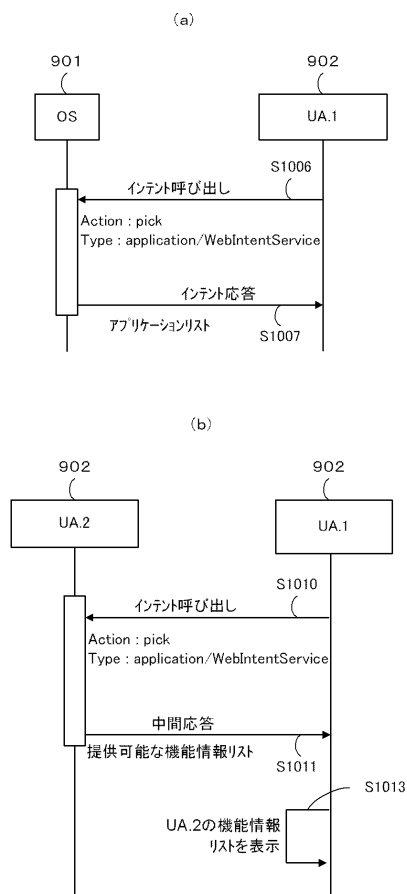 (a)
901
902
OS
UA.1
S1006
インテント呼び出し
Action : pick
Type : application/WebIntentService
インテント応答
アプリケーションリスト
S1007
(b)
902
902
UA.2
UA.1
S1010
インテント呼び出し
Action : pick
Type : application/WebIntentService
中間応答
提供可能な機能情報リスト
S1011
S1013
UA.2の機能情報
リストを表示